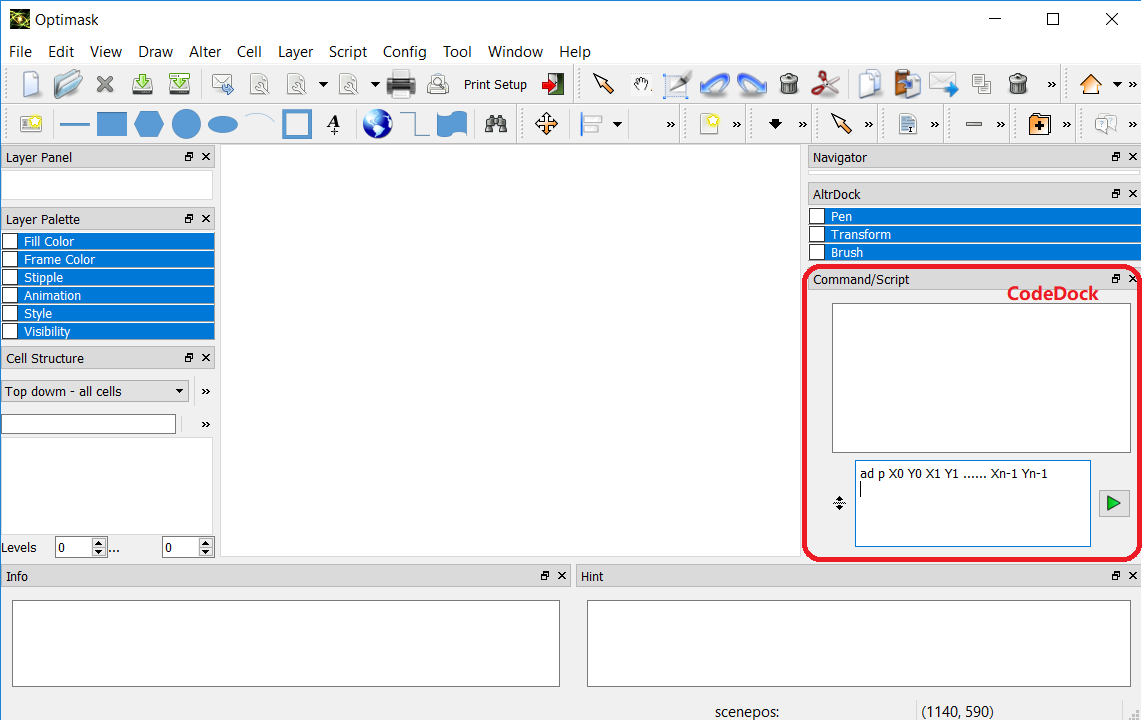 Optimask
File Edit View Draw Alter Cell Layer Script Config Tool Window Help
Print Setup
A
Layer Panel
Layer Palette
Fill Color
Frame Color
Stipple
Animation
Style
Visibility
Cell Structure
Top dowm - all cells
Levels 0 ... 0
Navigator
AltrDock
Pen
Transform
Brush
Command/Script
CodeDock
ad p X0 Y0 X1 Y1 ...... Xn-1 Yn-1
Info
Hint
scenepos: (1140, 590)